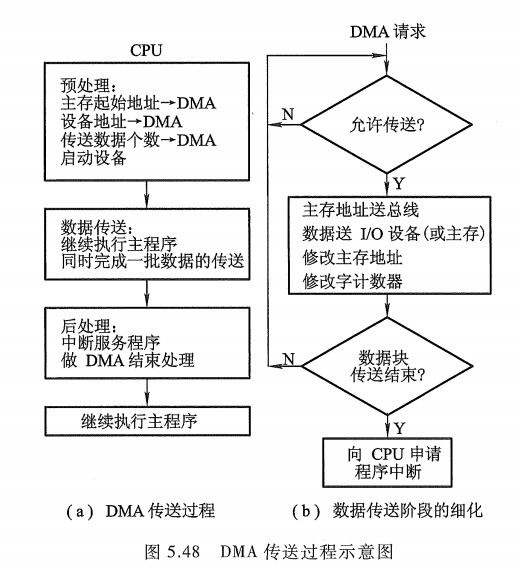 CPU
预处理：
主存起始地址→DMA
设备地址→DMA
传送数据个数→DMA
启动设备
数据传送：
继续执行主程序
同时完成一批数据的传送
后处理：
中断服务程序
做 DMA 结束处理
继续执行主程序
(a) DMA 传送过程
DMA 请求
允许传送?
N
Y
主存地址送总线
数据送 I/O 设备(或主存)
修改主存地址
修改字计数器
数据块
传送结束?
N
Y
向 CPU 申请
程序中断
(b) 数据传送阶段的细化
图 5.48 DMA 传送过程示意图